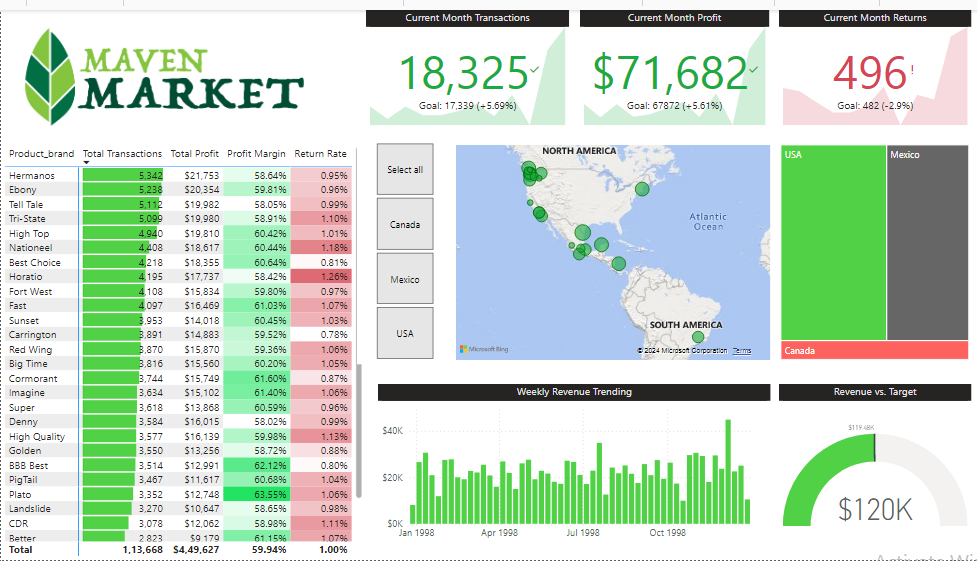 MAVEN
MARKET
Current Month Transactions
18,325
Goal: 17,339 (+5.69%)
Current Month Profit
$71,682
Goal: 67872 (+5.61%)
Current Month Returns
496!
Goal: 482 (-2.9%)
Product_brand Total Transactions Total Profit Profit Margin Return Rate
Hermanos 5,342 $21,753 58.64% 0.95%
Ebony 5,238 $20,354 59.81% 0.96%
Tell Tale 5,112 $19,982 58.05% 0.99%
Tri-State 5,099 $19,980 58.91% 1.10%
High Top 4,940 $19,810 60.42% 1.01%
Nationeel 4,408 $18,617 60.44% 1.18%
Best Choice 4,218 $18,355 60.64% 0.81%
Horatio 4,195 $17,737 58.42% 1.26%
Fort West 4,108 $15,834 59.80% 0.97%
Fast 4,097 $16,469 61.03% 1.07%
Sunset 3,953 $14,018 60.45% 1.03%
Carrington 3,891 $14,883 59.52% 0.78%
Red Wing 3,870 $15,870 59.36% 1.06%
Big Time 3,816 $15,560 60.20% 1.05%
Cormorant 3,744 $15,749 61.60% 0.87%
Imagine 3,634 $15,102 61.40% 1.06%
Super 3,618 $13,868 60.59% 0.96%
Denny 3,584 $16,015 58.02% 0.99%
High Quality 3,577 $16,139 59.98% 1.13%
Golden 3,550 $13,256 58.72% 0.88%
BBB Best 3,514 $12,991 62.12% 0.80%
PigTail 3,467 $11,617 60.68% 1.04%
Plato 3,352 $12,748 63.55% 1.06%
Landslide 3,270 $10,647 58.65% 0.98%
CDR 3,078 $12,062 58.98% 1.11%
Better 2,823 $9,179 61.15% 1.07%
Total 1,13,668 $4,49,627 59.94% 1.00%
Select all
Canada
Mexico
USA
NORTH AMERICA
Atlantic
Ocean
SOUTH AMERICA
Microsoft Bing
© 2024 Microsoft Corporation Terms
USA
Mexico
Canada
Weekly Revenue Trending
$40K
$20K
$0K
Jan 1998 Apr 1998 Jul 1998 Oct 1998
Revenue vs. Target
$119.48K
$120K